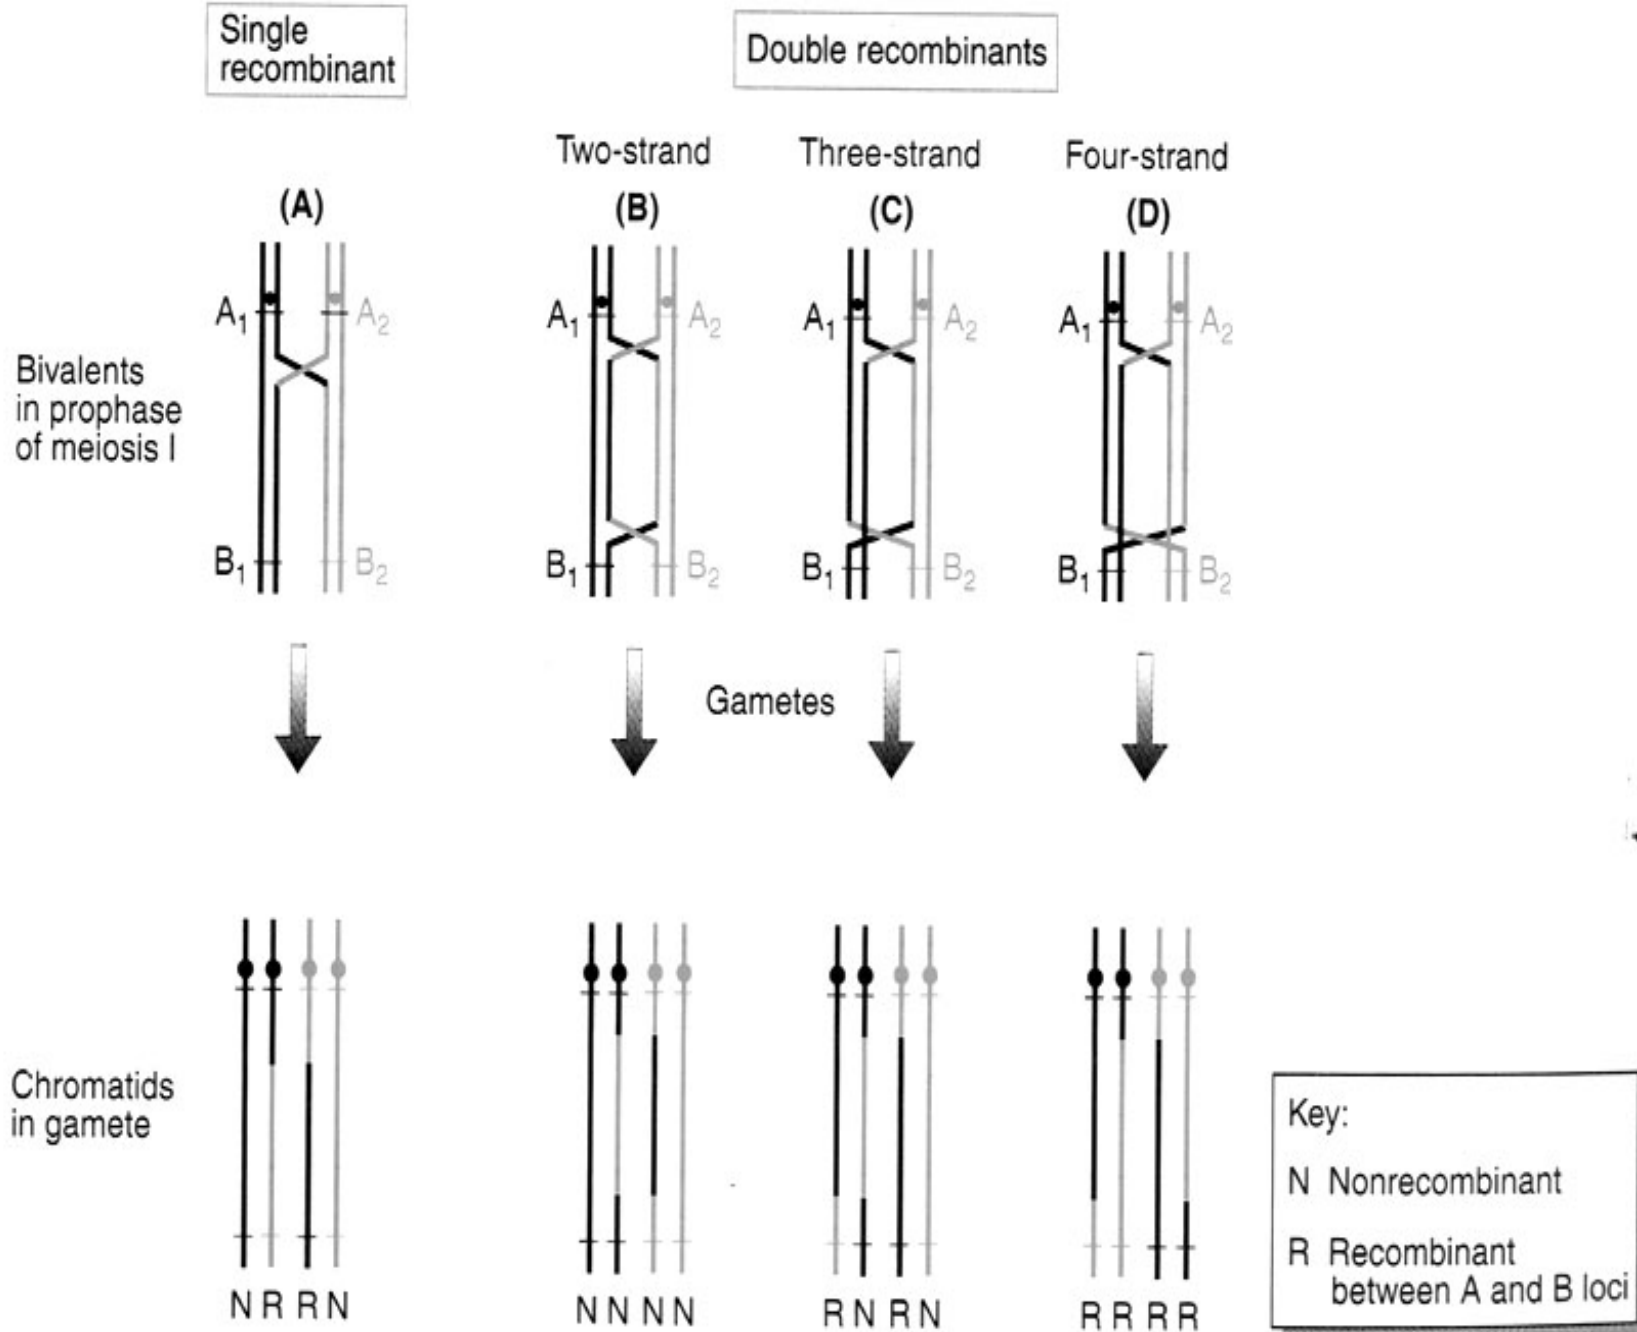 Single
recombinant
Double recombinants
Two-strand
Three-strand
Four-strand
(A)
(B)
(C)
(D)
A₁ A₂
A₁ A₂
A₁ A₂
A₁ A₂
Bivalents
in prophase
of meiosis I
B₁ B₂
B₁ B₂
B₁ B₂
B₁ B₂
Gametes
Chromatids
in gamete
N R R N
N N N N
R N R N
R R R R
Key:
N Nonrecombinant
R Recombinant
between A and B loci